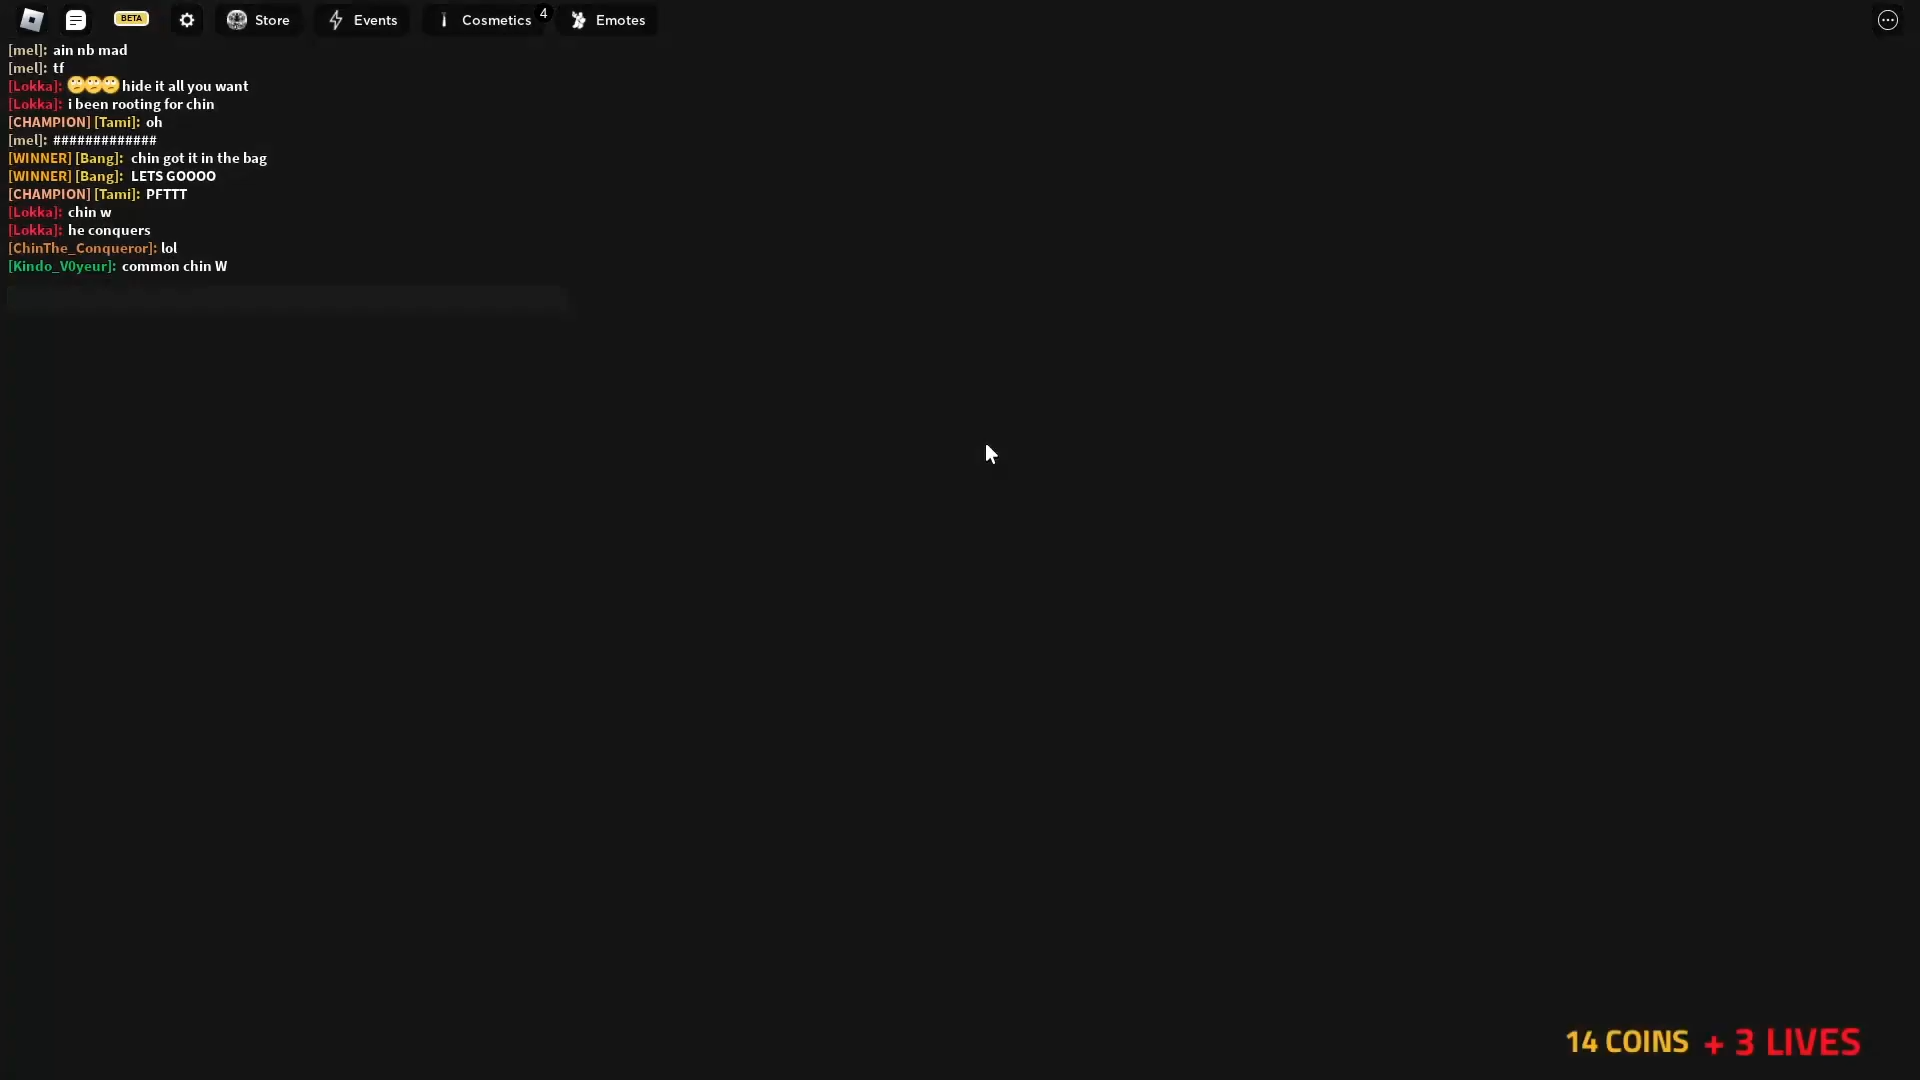 BETA
Store
Events
Cosmetics
4
Emotes
[mel]: ain nb mad
[mel]: tf
[Lokka]: 🙄🙄🙄 hide it all you want
[Lokka]: i been rooting for chin
[CHAMPION] [Tami]: oh
[mel]: #############
[WINNER] [Bang]: chin got it in the bag
[WINNER] [Bang]: LETS GOOOO
[CHAMPION] [Tami]: PFTTT
[Lokka]: chin w
[Lokka]: he conquers
[ChinThe_Conqueror]: lol
[Kindo_V0yeur]: common chin W
14 COINS + 3 LIVES